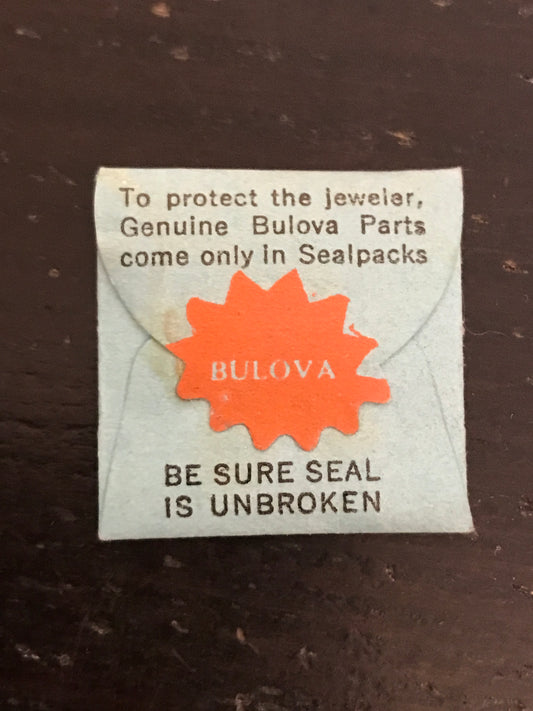 To protect the jeweler,
Genuine Bulova Parts
come only in Sealpacks
BULOVA
BE SURE SEAL
IS UNBROKEN